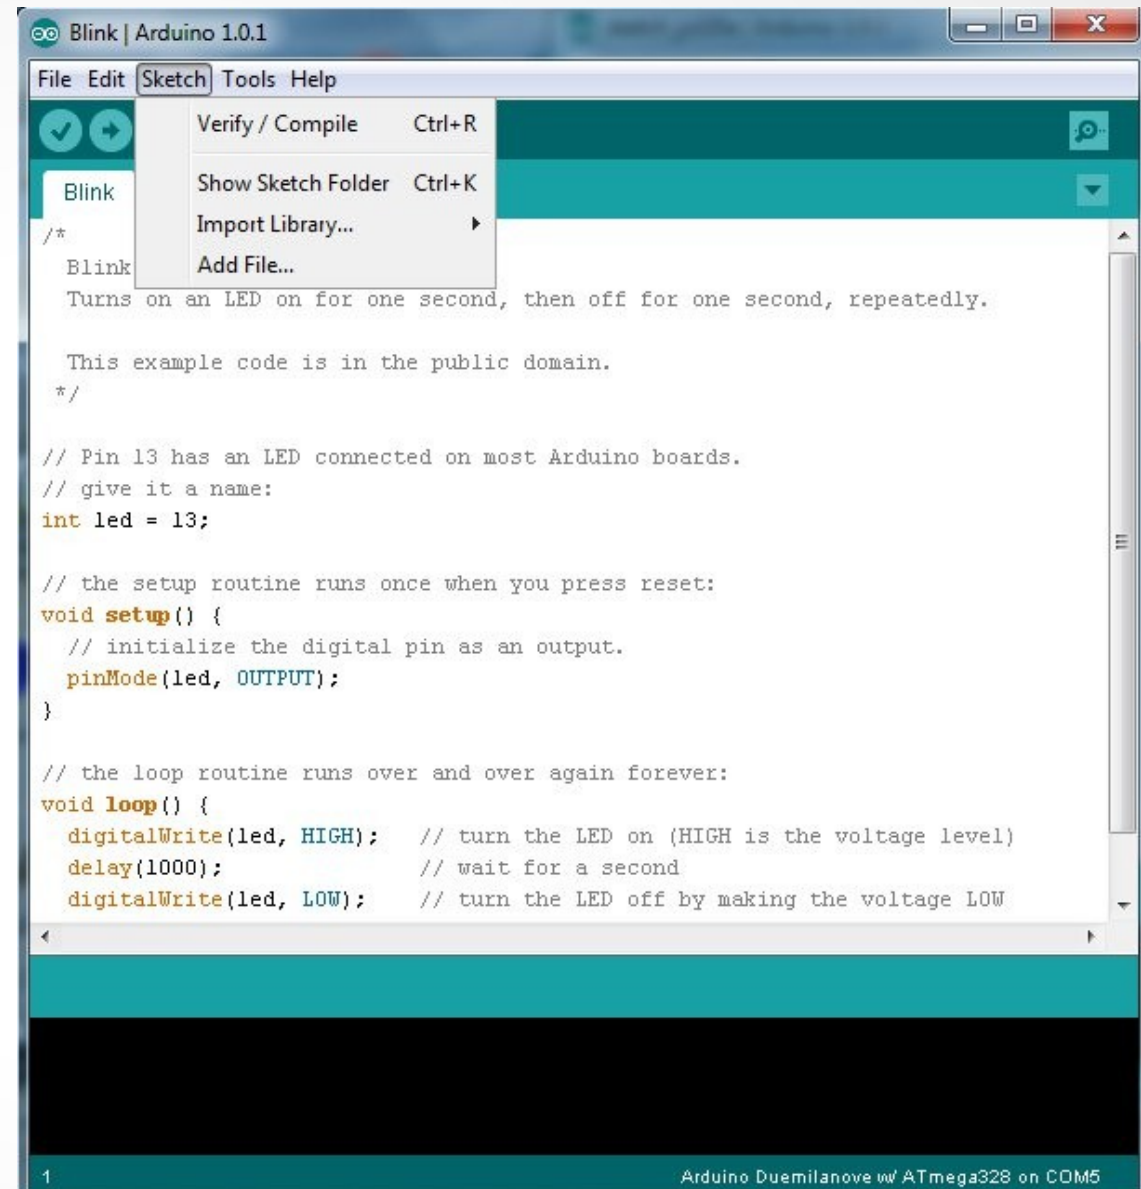 Blink | Arduino 1.0.1
File Edit Sketch Tools Help
Verify / Compile Ctrl+R
Show Sketch Folder Ctrl+K
Import Library...
Add File...
Blink
/*
Blink
Turns on an LED on for one second, then off for one second, repeatedly.
This example code is in the public domain.
*/
// Pin 13 has an LED connected on most Arduino boards.
// give it a name:
int led = 13;
// the setup routine runs once when you press reset:
void setup() {
// initialize the digital pin as an output.
pinMode(led, OUTPUT);
}
// the loop routine runs over and over again forever:
void loop() {
digitalWrite(led, HIGH); // turn the LED on (HIGH is the voltage level)
delay(1000); // wait for a second
digitalWrite(led, LOW); // turn the LED off by making the voltage LOW
1
Arduino Duemilanove w/ ATmega328 on COM5